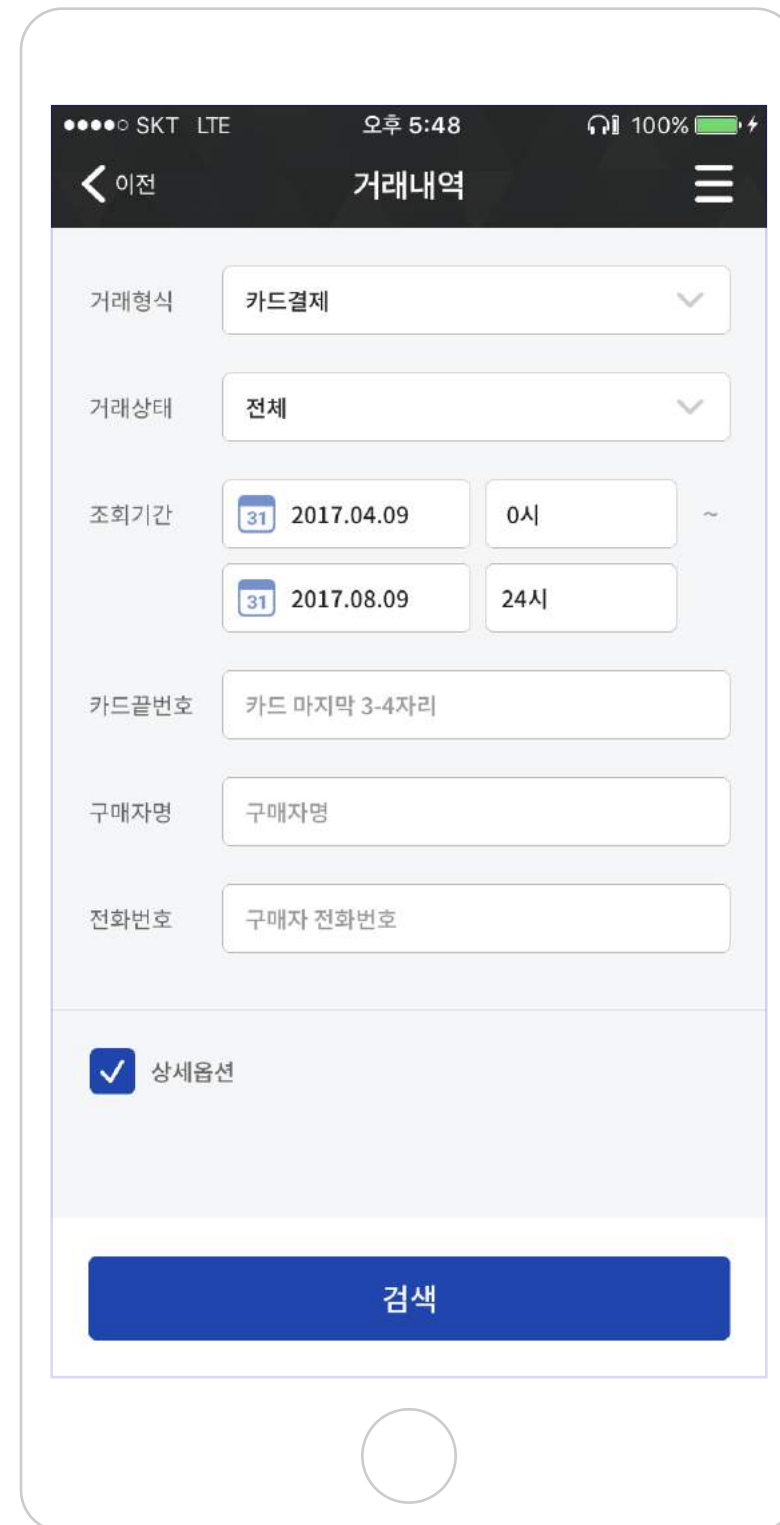 SKT LTE 오후 5:48 100%
이전 거래내역
거래형식 카드결제
거래상태 전체
조회기간 31 2017.04.09 0시 ~
31 2017.08.09 24시
카드끝번호 카드 마지막 3-4자리
구매자명 구매자명
전화번호 구매자 전화번호
상세옵션
검색